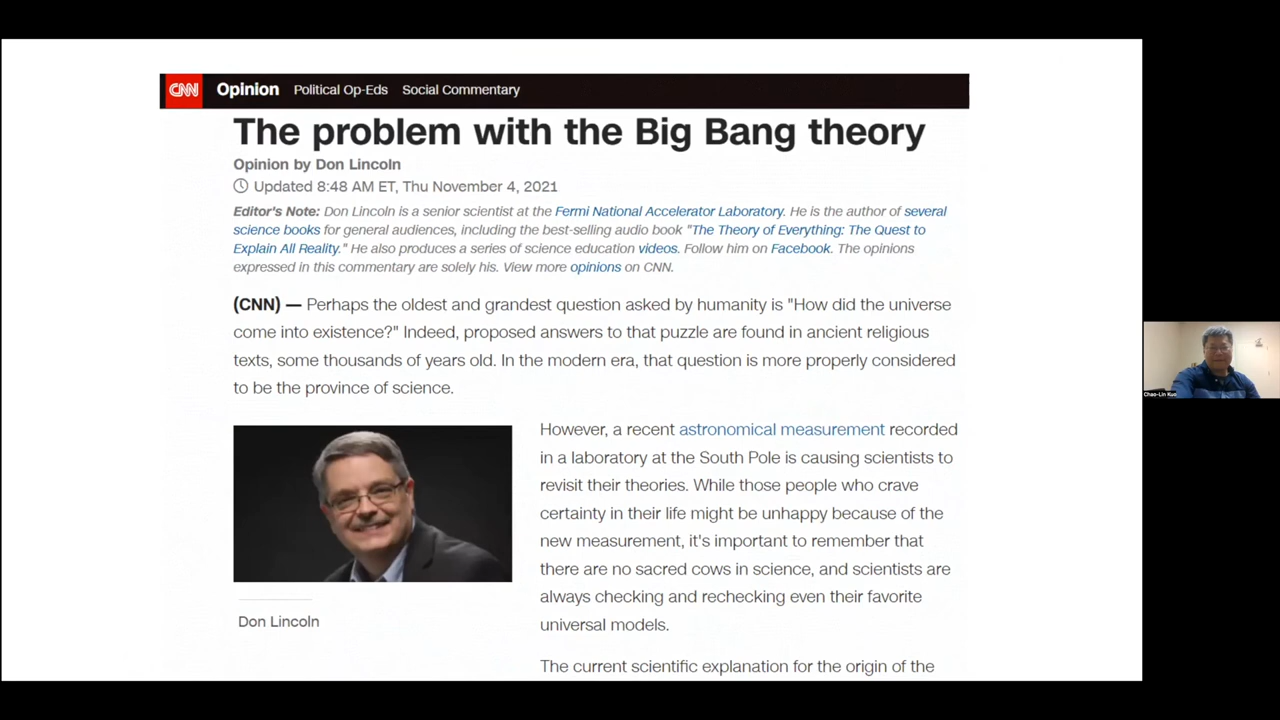 CNN Opinion Political Op-Eds Social Commentary
The problem with the Big Bang theory
Opinion by Don Lincoln
Updated 8:48 AM ET, Thu November 4, 2021
Editor's Note: Don Lincoln is a senior scientist at the Fermi National Accelerator Laboratory. He is the author of several
science books for general audiences, including the best-selling audio book "The Theory of Everything: The Quest to
Explain All Reality." He also produces a series of science education videos. Follow him on Facebook. The opinions
expressed in this commentary are solely his. View more opinions on CNN.
(CNN) — Perhaps the oldest and grandest question asked by humanity is "How did the universe
come into existence?" Indeed, proposed answers to that puzzle are found in ancient religious
texts, some thousands of years old. In the modern era, that question is more properly considered
to be the province of science.
Don Lincoln
However, a recent astronomical measurement recorded
in a laboratory at the South Pole is causing scientists to
revisit their theories. While those people who crave
certainty in their life might be unhappy because of the
new measurement, it's important to remember that
there are no sacred cows in science, and scientists are
always checking and rechecking even their favorite
universal models.
The current scientific explanation for the origin of the
Chao-Lin Kuo